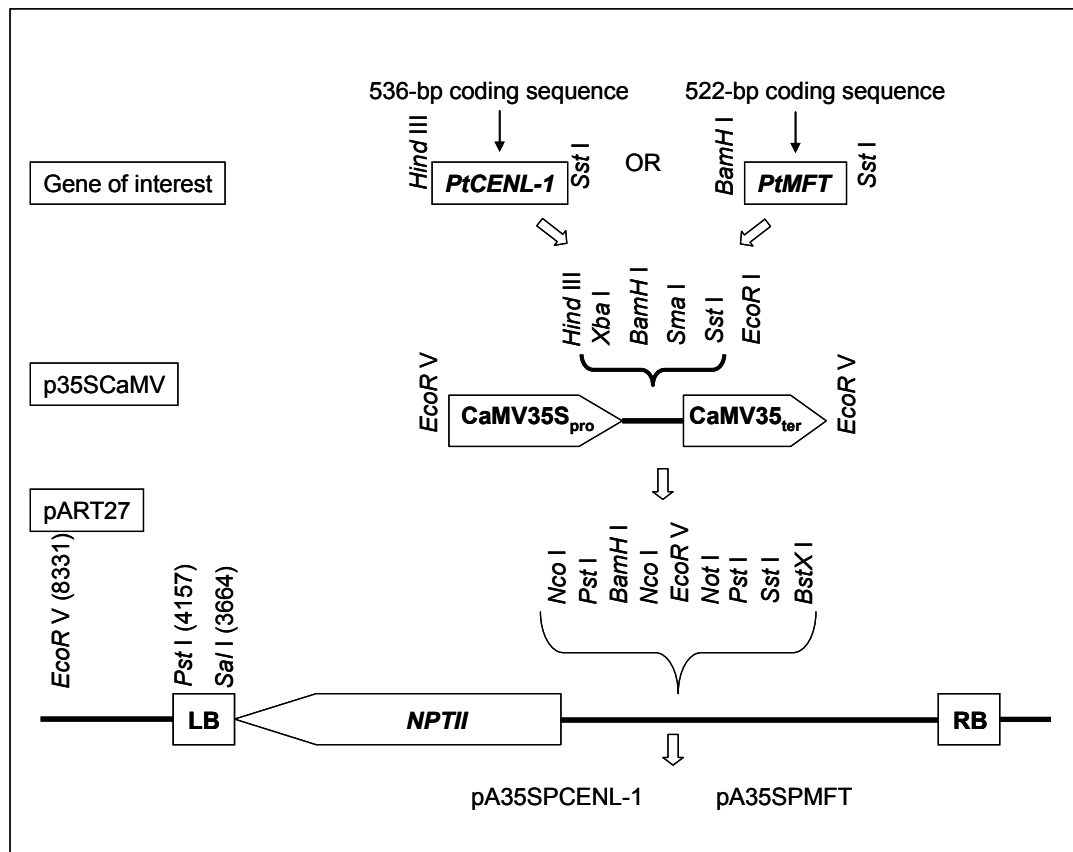 536-bp coding sequence
522-bp coding sequence
Gene of interest
Hind III
PtCENL-1
Sst I
OR
BamH I
PtMFT
Sst I
Hind III
Xba I
BamH I
Sma I
Sst I
EcoR I
p35SCaMV
EcoR V
CaMV35Spro
CaMV35ter
EcoR V
pART27
EcoR V (8331)
Pst I (4157)
Sal I (3664)
Nco I
Pst I
BamH I
Nco I
EcoR V
Not I
Pst I
Sst I
BstX I
LB
NPTII
RB
pA35SPCENL-1
pA35SPMFT